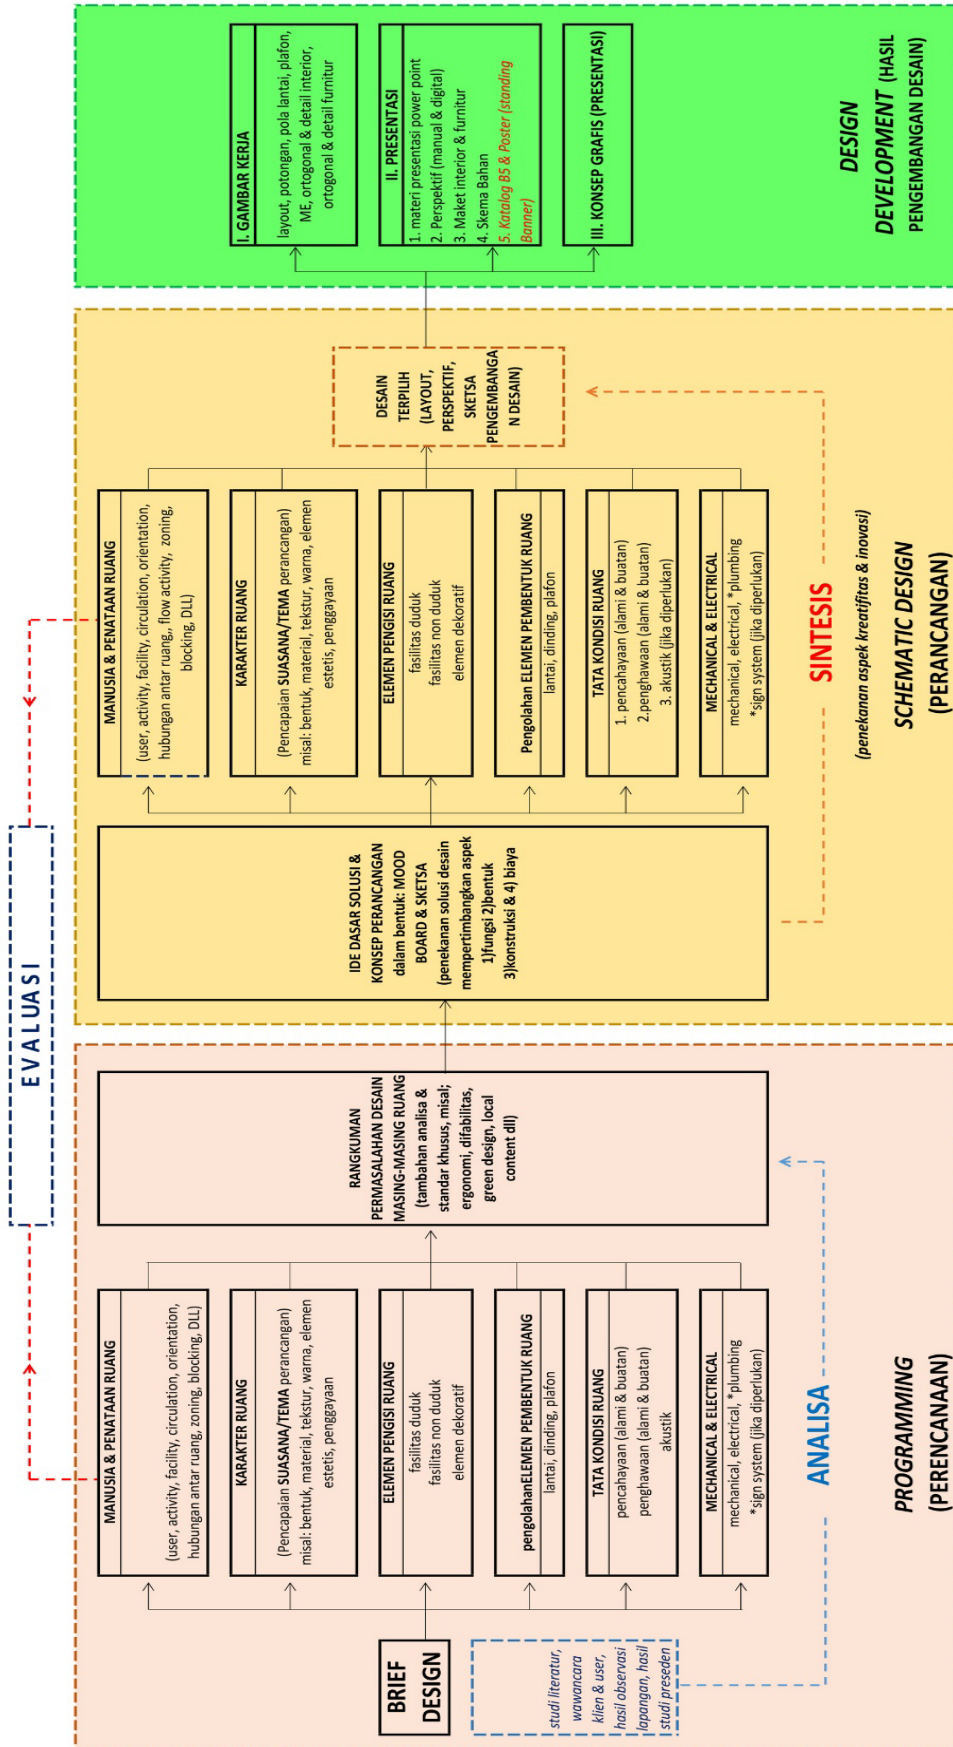 E V A L U A S I
BRIEF
DESIGN
studi literatur,
wawancara
klien & user,
hasil observasi
lapangan, hasil
studi preseden
MANUSIA & PENATAAN RUANG
(user, activity, facility, circulation, orientation,
hubungan antar ruang, zoning, blocking, DLL)
KARAKTER RUANG
(Pencapaian SUASANA/TEMA perancangan)
misal: bentuk, material, tekstur, warna, elemen
estetis, penggayaan
ELEMEN PENGISI RUANG
fasilitas duduk
fasilitas non duduk
elemen dekoratif
pengolahanELEMEN PEMBENTUK RUANG
lantai, dinding, plafon
TATA KONDISI RUANG
pencahayaan (alami & buatan)
penghawaan (alami & buatan)
akustik
MECHANICAL & ELECTRICAL
mechanical, electrical, *plumbing
*sign system (jika diperlukan)
RANGKUMAN
PERMASALAHAN DESAIN
MASING-MASING RUANG
(tambahan analisa &
standar khusus, misal;
ergonomi, difabilitas,
green design, local
content dll)
ANALISA
PROGRAMMING
(PERENCANAAN)
IDE DASAR SOLUSI &
KONSEP PERANCANGAN
dalam bentuk: MOOD
BOARD & SKETSA
(penekanan solusi desain
mempertimbangkan aspek
1)fungsi 2)bentuk
3)konstruksi & 4) biaya
MANUSIA & PENATAAN RUANG
(user, activity, facility, circulation, orientation,
hubungan antar ruang,, flow activity, zoning,
blocking, DLL)
KARAKTER RUANG
(Pencapaian SUASANA/TEMA perancangan)
misal: bentuk, material, tekstur, warna, elemen
estetis, penggayaan
ELEMEN PENGISI RUANG
fasilitas duduk
fasilitas non duduk
elemen dekoratif
Pengolahan ELEMEN PEMBENTUK RUANG
lantai, dinding, plafon
TATA KONDISI RUANG
1. pencahayaan (alami & buatan)
2.penghawaan (alami & buatan)
3. akustik (jika diperlukan)
MECHANICAL & ELECTRICAL
mechanical, electrical, *plumbing
*sign system (jika diperlukan)
DESAIN
TERPILIH
(LAYOUT,
PERSPEKTIF,
SKETSA
PENGEMBANGA
N DESAIN)
SINTESIS
(penekanan aspek kreatifitas & inovasi)
SCHEMATIC DESIGN
(PERANCANGAN)
I. GAMBAR KERJA
layout, potongan, pola lantai, plafon,
ME, ortogonal & detail interior,
ortogonal & detail furnitur
II. PRESENTASI
1. materi presentasi power point
2. Perspektif (manual & digital)
3. Maket interior & furnitur
4. Skema Bahan
5. Katalog B5 & Poster (standing
Banner)
III. KONSEP GRAFIS (PRESENTASI)
DESIGN
DEVELOPMENT (HASIL
PENGEMBANGAN DESAIN)